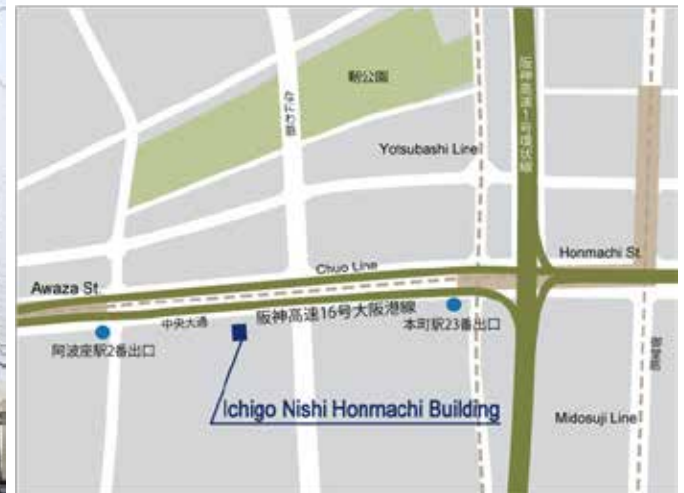 靭公園
なにわ筋
阪神高速1号環状線
Yotsubashi Line
Honmachi St.
Chuo Line
Awaza St.
阪神高速16号大阪港線
中央大通
本町駅23番出口
阿波座駅2番出口
Ichigo Nishi Honmachi Building
Midosuji Line